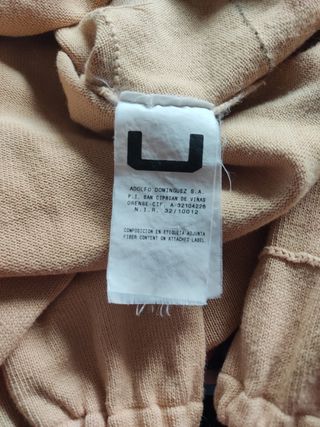 U
ADOLFO DOMINGUEZ S.A.
P.I. SAN CIPRIAN DE VIÑAS
ORENSE-CIF. A-32104226
N.I.R. 32/10012
COMPOSICION EN ETIQUETA ADJUNTA
FIBER CONTENT ON ATTACHED LABEL